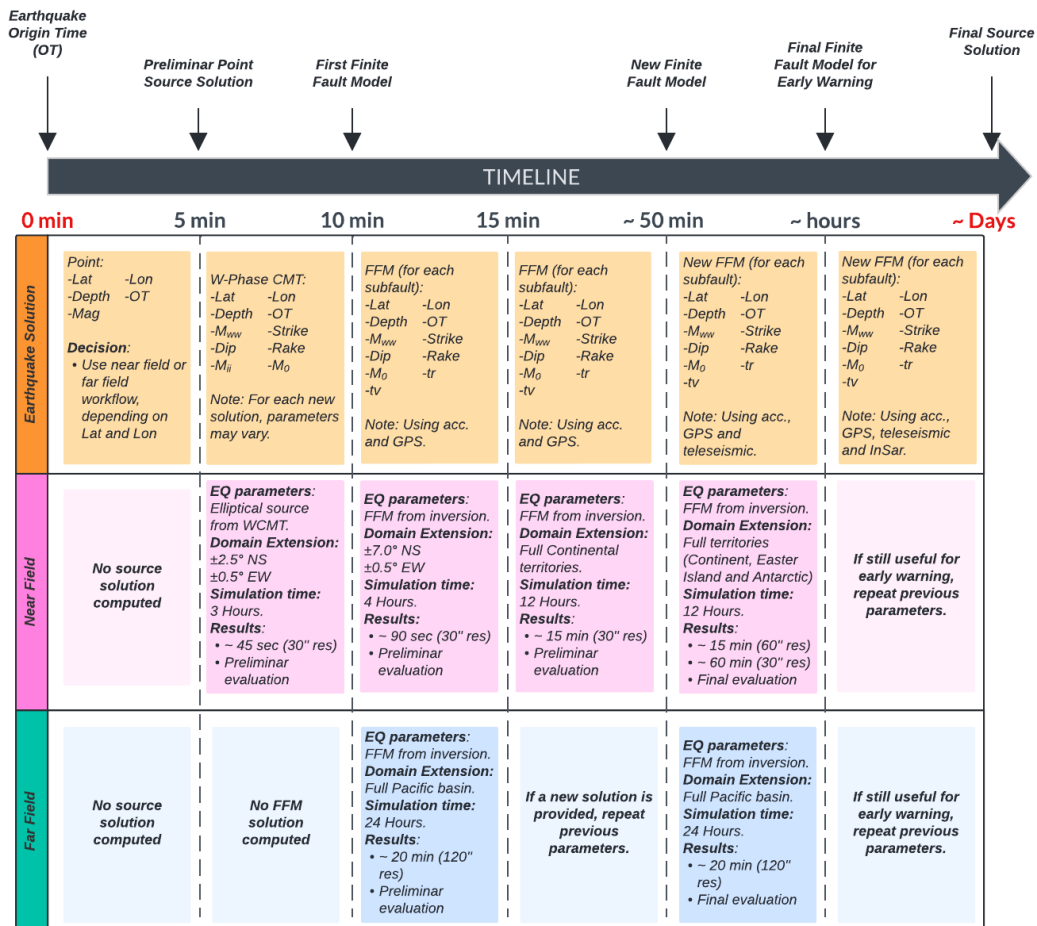 Earthquake
Origin Time
(OT)
Preliminar Point
Source Solution
First Finite
Fault Model
New Finite
Fault Model
Final Finite
Fault Model for
Early Warning
Final Source
Solution
TIMELINE
0 min
5 min
10 min
15 min
~ 50 min
~ hours
~ Days
Earthquake Solution
Point:
-Lat -Lon
-Depth -OT
-Mag
Decision:
• Use near field or
far field
workflow,
depending on
Lat and Lon
W-Phase CMT:
-Lat -Lon
-Depth -OT
-Mww -Strike
-Dip -Rake
-Mii -M0
Note: For each new
solution, parameters
may vary.
FFM (for each
subfault):
-Lat -Lon
-Depth -OT
-Mww -Strike
-Dip -Rake
-M0 -tr
-tv
Note: Using acc.
and GPS.
FFM (for each
subfault):
-Lat -Lon
-Depth -OT
-Mww -Strike
-Dip -Rake
-M0 -tr
-tv
Note: Using acc.
and GPS.
New FFM (for each
subfault):
-Lat -Lon
-Depth -OT
-Mww -Strike
-Dip -Rake
-M0 -tr
-tv
Note: Using acc.,
GPS and
teleseismic.
New FFM (for each
subfault):
-Lat -Lon
-Depth -OT
-Mww -Strike
-Dip -Rake
-M0 -tr
-tv
Note: Using acc.,
GPS, teleseismic
and InSar.
Near Field
No source
solution
computed
EQ parameters:
Elliptical source
from WCMT.
Domain Extension:
±2.5° NS
±0.5° EW
Simulation time:
3 Hours.
Results:
• ~ 45 sec (30" res)
• Preliminar
evaluation
EQ parameters:
FFM from inversion.
Domain Extension:
±7.0° NS
±0.5° EW
Simulation time:
4 Hours.
Results:
• ~ 90 sec (30" res)
• Preliminar
evaluation
EQ parameters:
FFM from inversion.
Domain Extension:
Full Continental
territories.
Simulation time:
12 Hours.
Results:
• ~ 15 min (30" res)
• Preliminar
evaluation
EQ parameters:
FFM from inversion.
Domain Extension:
Full territories
(Continent, Easter
Island and Antarctic)
Simulation time:
12 Hours.
Results:
• ~ 15 min (60" res)
• ~ 60 min (30" res)
• Final evaluation
If still useful for
early warning,
repeat previous
parameters.
Far Field
No source
solution
computed
No FFM
solution
computed
EQ parameters:
FFM from inversion.
Domain Extension:
Full Pacific basin.
Simulation time:
24 Hours.
Results:
• ~ 20 min (120"
res)
• Preliminar
evaluation
If a new solution is
provided, repeat
previous
parameters.
EQ parameters:
FFM from inversion.
Domain Extension:
Full Pacific basin.
Simulation time:
24 Hours.
Results:
• ~ 20 min (120"
res)
• Final evaluation
If still useful for
early warning,
repeat previous
parameters.